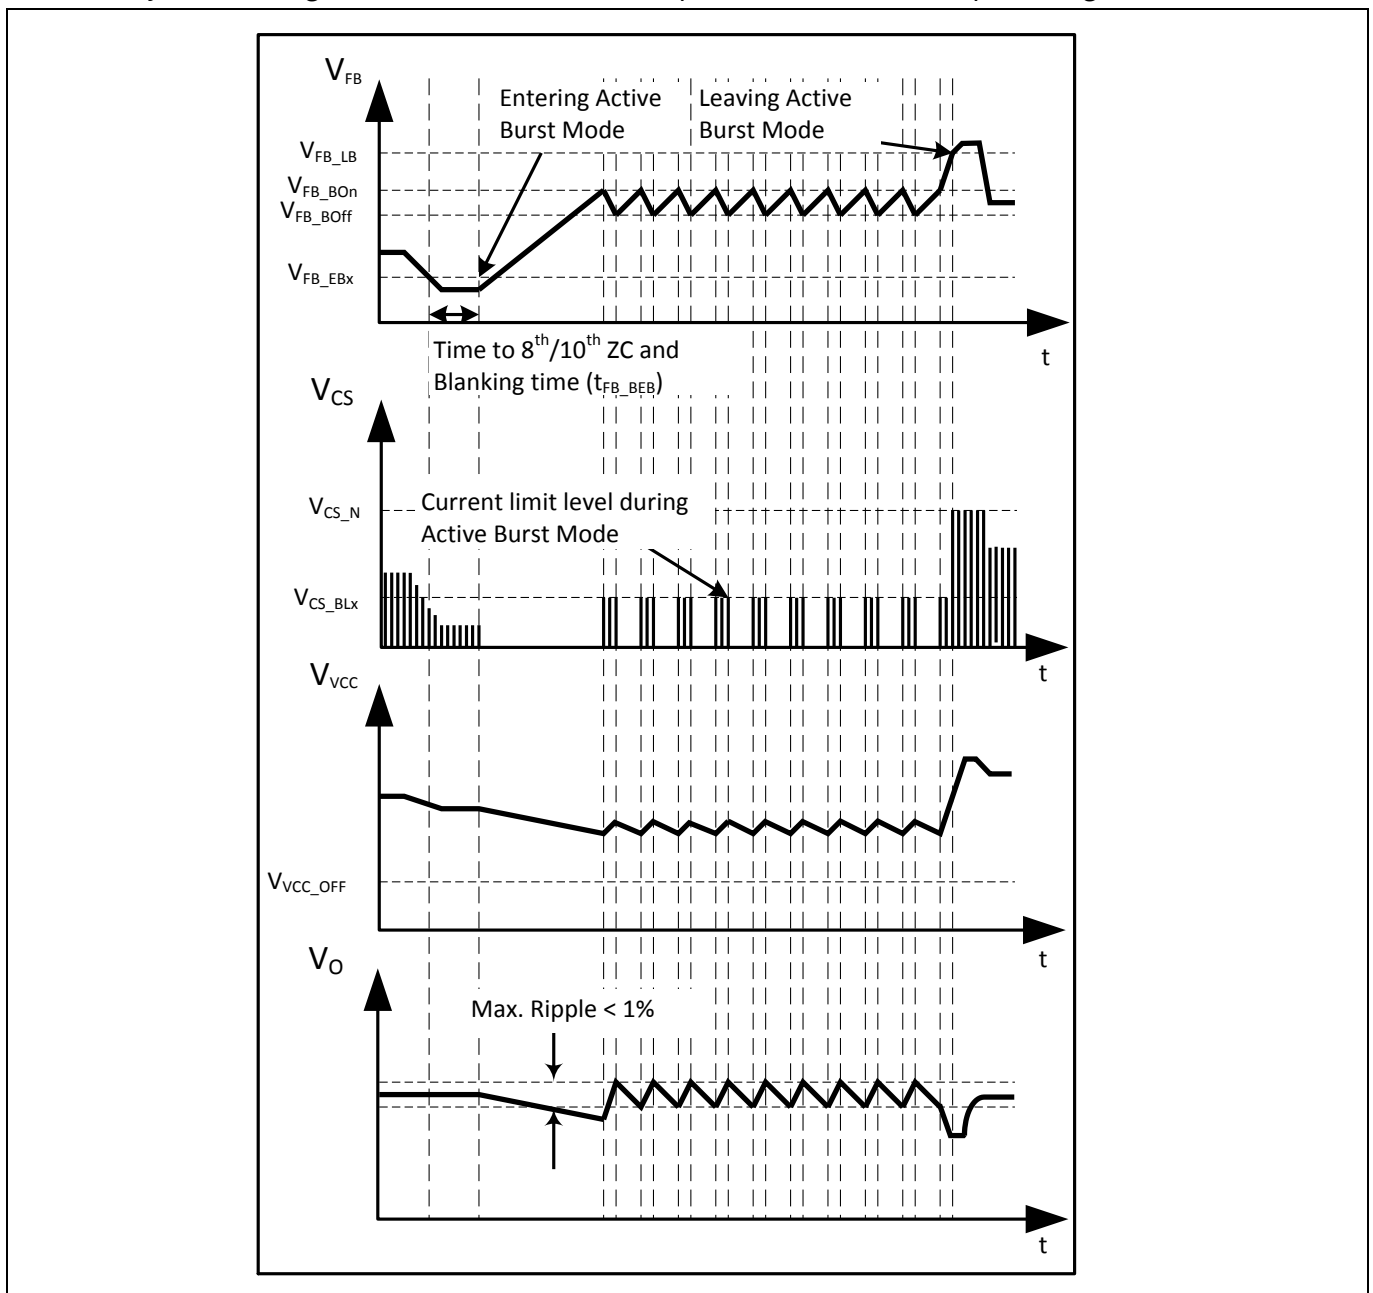 V_FB
Entering Active
Burst Mode
Leaving Active
Burst Mode
V_FB_LB
V_FB_BOn
V_FB_BOff
V_FB_EBx
t
Time to 8th/10th ZC and
Blanking time (t_FB_BEB)
V_CS
V_CS_N
Current limit level during
Active Burst Mode
V_CS_BLx
t
V_VCC
V_VCC_OFF
t
V_O
Max. Ripple < 1%
t